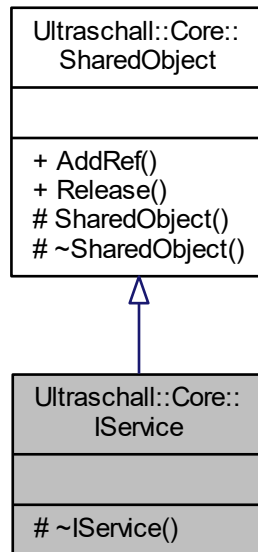 Ultraschall::Core::
SharedObject
+ AddRef()
+ Release()
# SharedObject()
# ~SharedObject()
Ultraschall::Core::
IService
# ~IService()